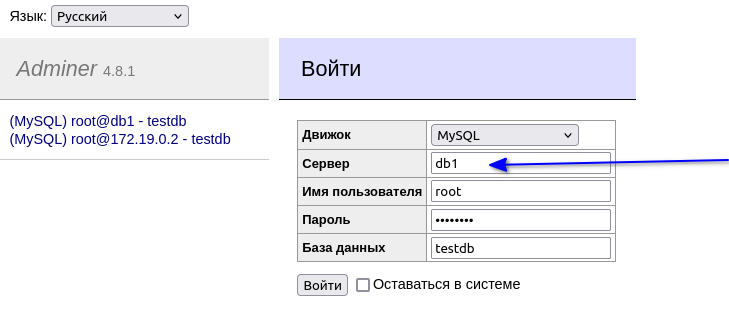 Язык: Русский
Adminer 4.8.1
(MySQL) root@db1 - testdb
(MySQL) root@172.19.0.2 - testdb
Войти
Движок MySQL
Сервер db1
Имя пользователя root
Пароль ••••••••
База данных testdb
Войти Оставаться в системе